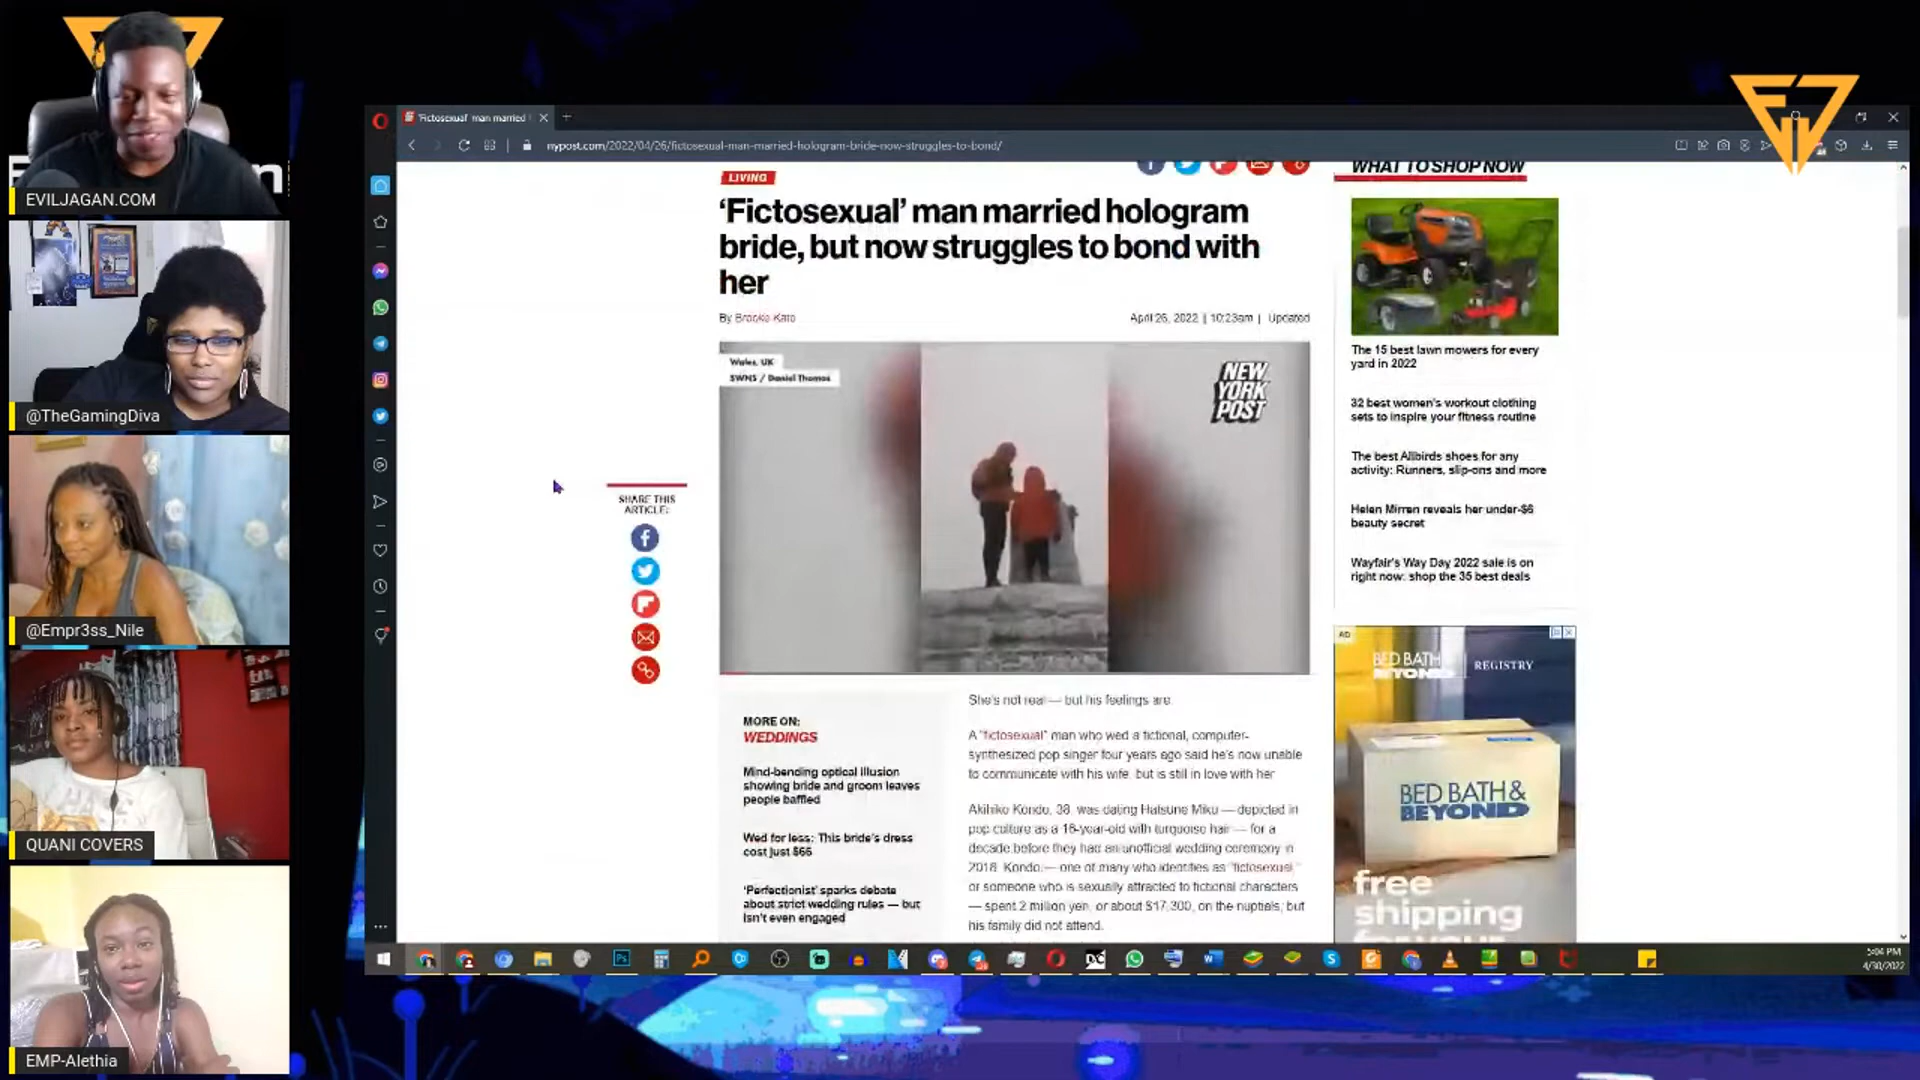 EVILJAGAN.COM
@TheGamingDiva
@Empr3ss_Nile
QUANI COVERS
EMP-Alethia
'Fictosexual' man married
nypost.com/2022/04/26/fictosexual-man-married-hologram-bride-now-struggles-to-bond/
LIVING
'Fictosexual' man married hologram
bride, but now struggles to bond with
her
By Brooke Kato
April 26, 2022 | 10:23am | Updated
Wales, UK
SWNS / Daniel Thomas
NEW
YORK
POST
SHARE THIS
ARTICLE:
MORE ON:
WEDDINGS
Mind-bending optical illusion
showing bride and groom leaves
people baffled
Wed for less: This bride's dress
cost just $66
'Perfectionist' sparks debate
about strict wedding rules — but
isn't even engaged
She's not real — but his feelings are.
A "fictosexual" man who wed a fictional, computer-
synthesized pop singer four years ago said he's now unable
to communicate with his wife, but is still in love with her.
Akihiko Kondo, 38, was dating Hatsune Miku — depicted in
pop culture as a 16-year-old with turquoise hair — for a
decade before they had an unofficial wedding ceremony in
2018. Kondo — one of many who identifies as "fictosexual,"
or someone who is sexually attracted to fictional characters
— spent 2 million yen, or about $17,300, on the nuptials, but
his family did not attend.
WHAT TO SHOP NOW
The 15 best lawn mowers for every
yard in 2022
32 best women's workout clothing
sets to inspire your fitness routine
The best Allbirds shoes for any
activity: Runners, slip-ons and more
Helen Mirren reveals her under-$6
beauty secret
Wayfair's Way Day 2022 sale is on
right now: shop the 35 best deals
AD
BED BATH &
BEYOND
REGISTRY
BED BATH &
BEYOND
free
shipping
5:04 PM
4/30/2022